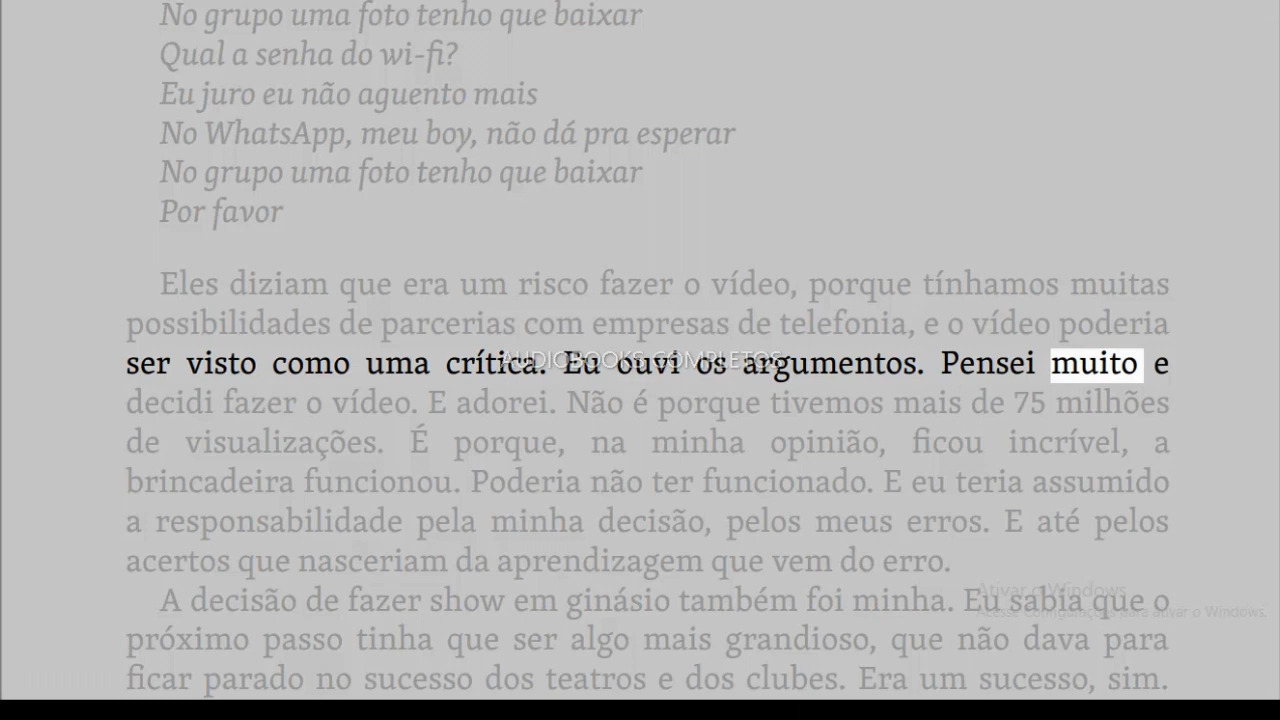 No grupo uma foto tenho que baixar
Qual a senha do wi-fi?
Eu juro eu não aguento mais
No WhatsApp, meu boy, não dá pra esperar
No grupo uma foto tenho que baixar
Por favor
Eles diziam que era um risco fazer o vídeo, porque tínhamos muitas
possibilidades de parcerias com empresas de telefonia, e o vídeo poderia
ser visto como uma crítica. Eu ouvi os argumentos. Pensei muito e
AUDIOBOOKS COMPLETOS
decidi fazer o vídeo. E adorei. Não é porque tivemos mais de 75 milhões
de visualizações. É porque, na minha opinião, ficou incrível, a
brincadeira funcionou. Poderia não ter funcionado. E eu teria assumido
a responsabilidade pela minha decisão, pelos meus erros. E até pelos
acertos que nasceriam da aprendizagem que vem do erro.
Ativar o Windows
A decisão de fazer show em ginásio também foi minha. Eu sabia que o
Acesse Configurações para ativar o Windows.
próximo passo tinha que ser algo mais grandioso, que não dava para
ficar parado no sucesso dos teatros e dos clubes. Era um sucesso, sim.